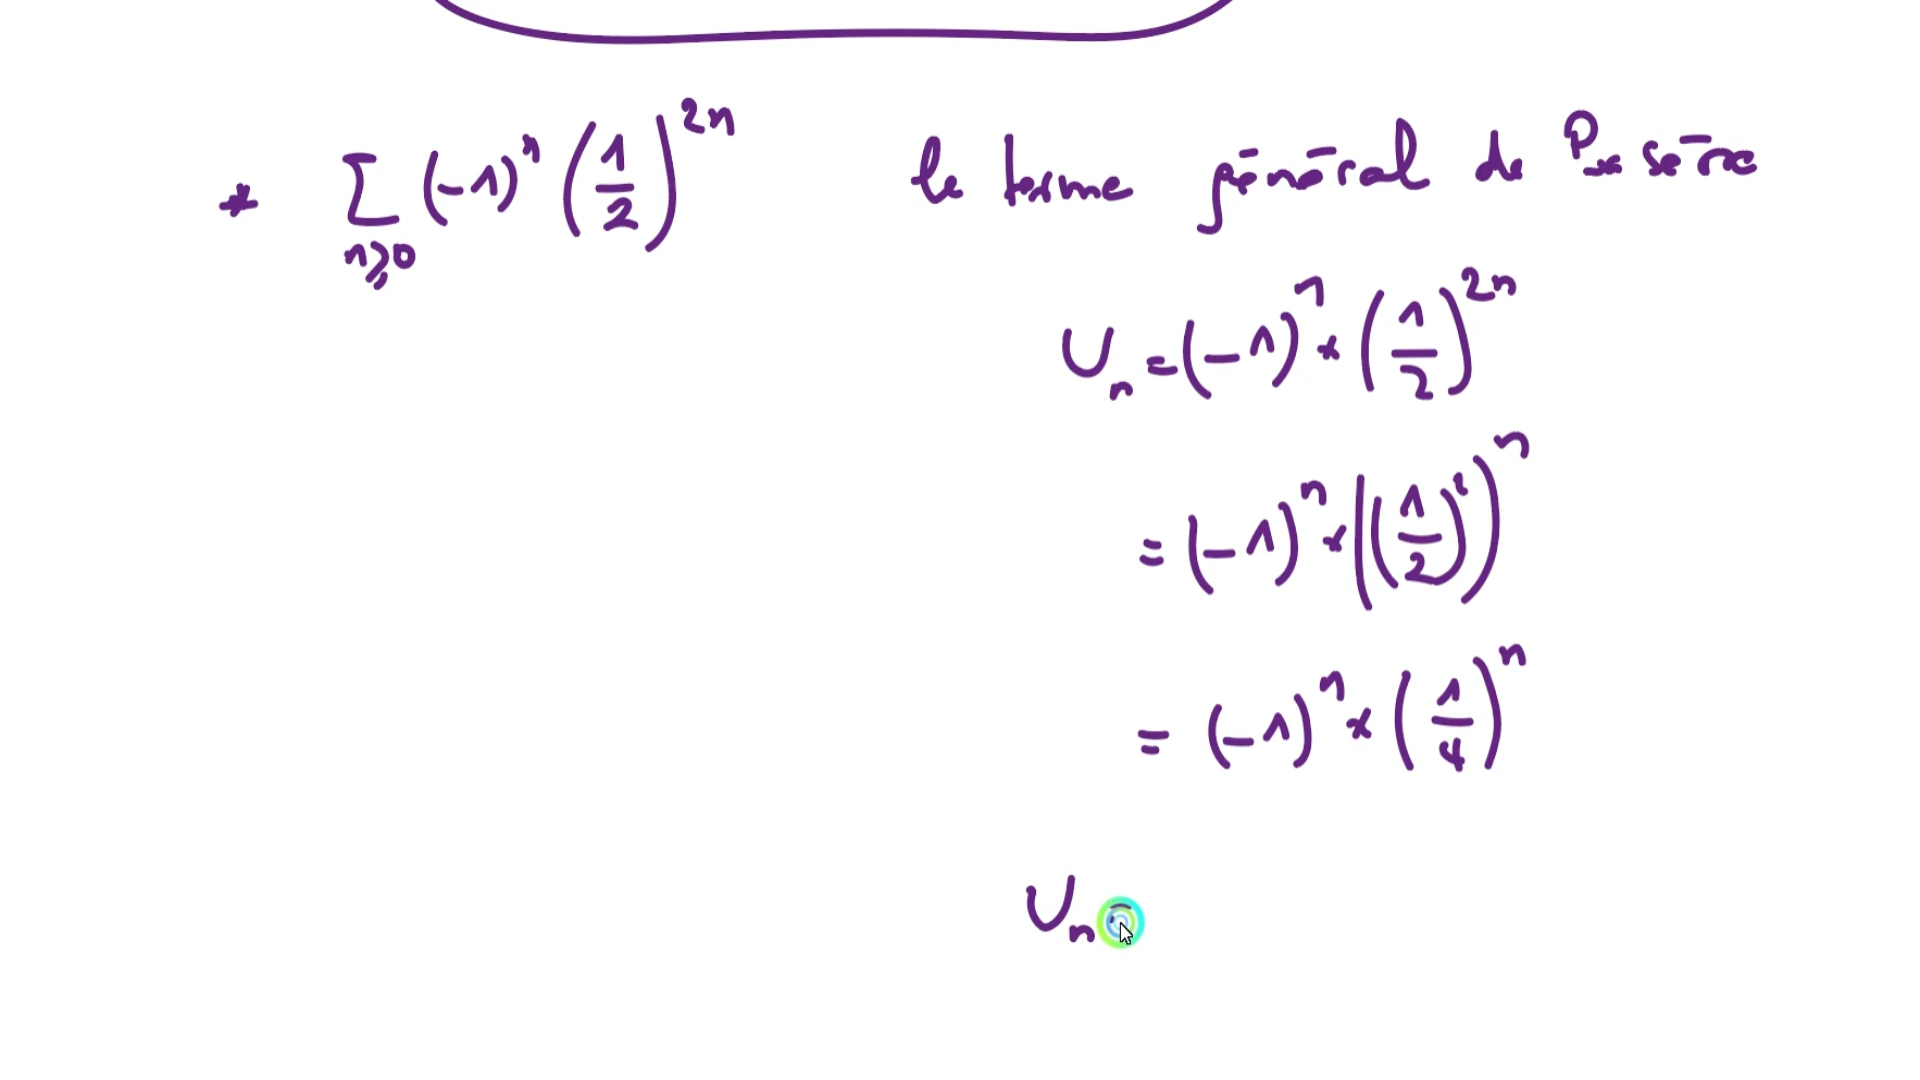 * ∑_{n≥0} (-1)^n (1/2)^{2n} le terme général de la série
U_n = (-1)^n × (1/2)^{2n}
= (-1)^n × ((1/2)^2)^n
= (-1)^n × (1/4)^n
U_n